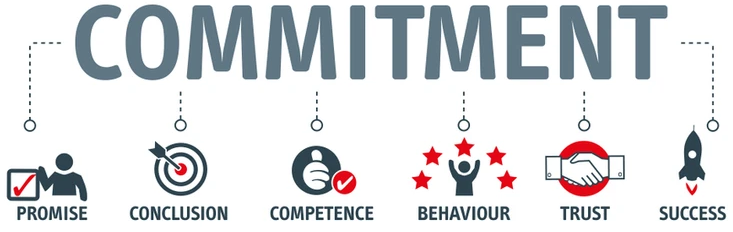 COMMITMENT
PROMISE CONCLUSION COMPETENCE BEHAVIOUR TRUST SUCCESS